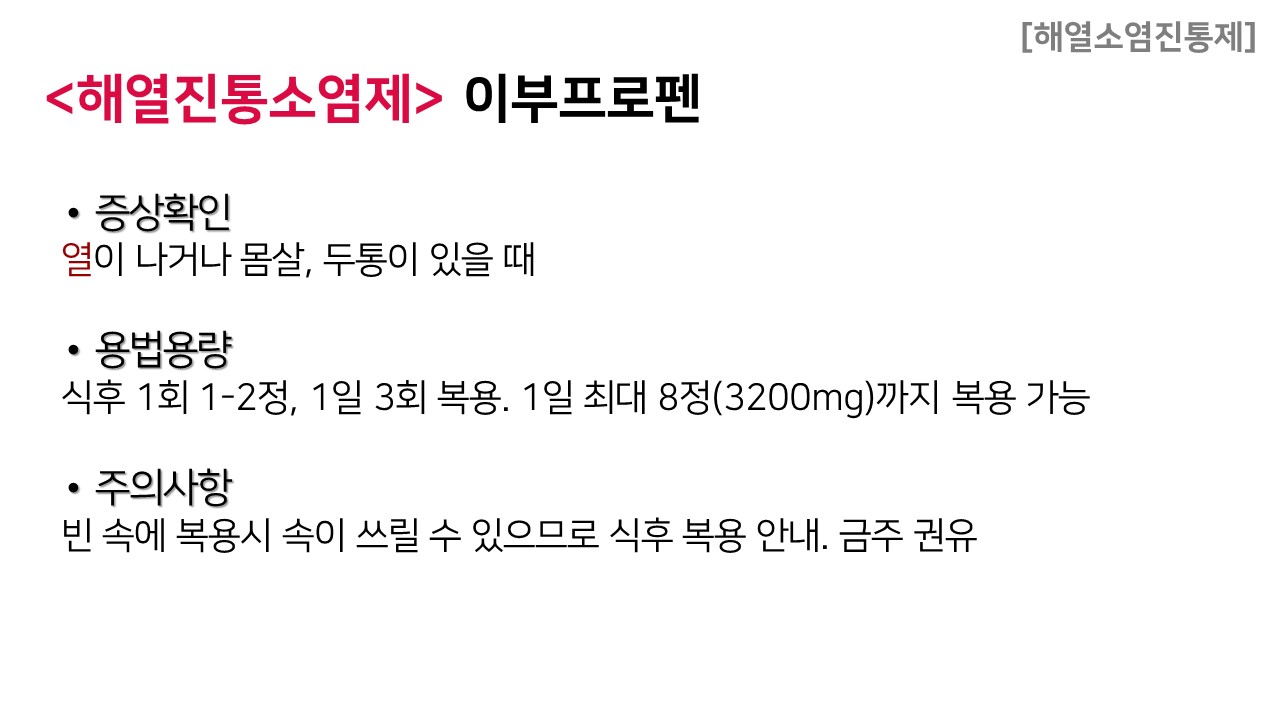 [해열소염진통제]
<해열진통소염제> 이부프로펜
• 증상확인
열이 나거나 몸살, 두통이 있을 때
• 용법용량
식후 1회 1-2정, 1일 3회 복용. 1일 최대 8정(3200mg)까지 복용 가능
• 주의사항
빈 속에 복용시 속이 쓰릴 수 있으므로 식후 복용 안내. 금주 권유